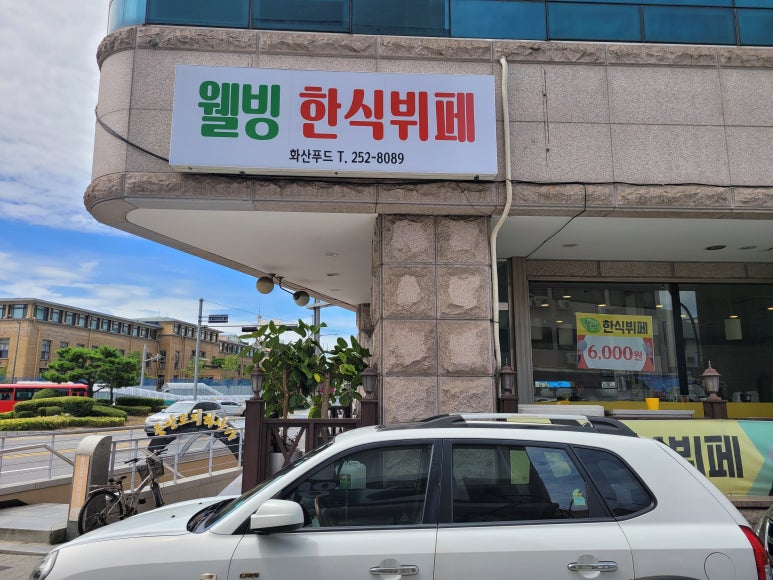 웰빙 한식뷔페
화산푸드 T. 252-8089
한식뷔페
6,000원
뷔페